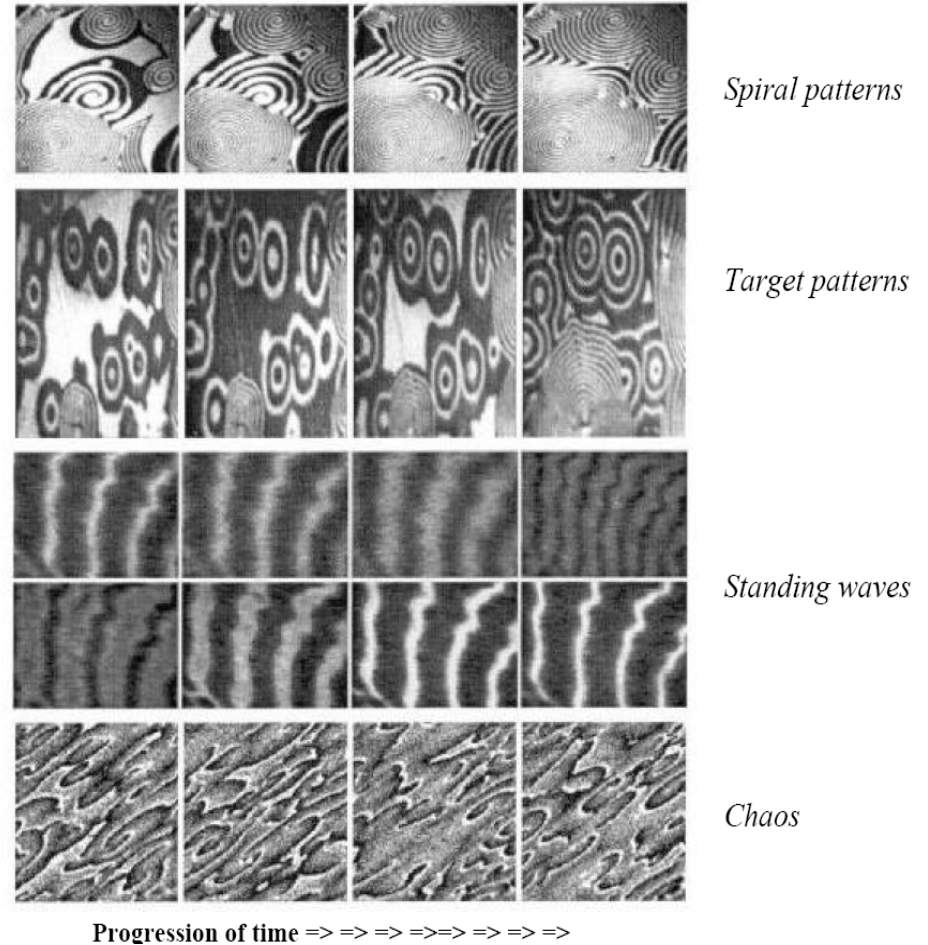 Spiral patterns
Target patterns
Standing waves
Chaos
Progression of time => => => =>=> => => =>